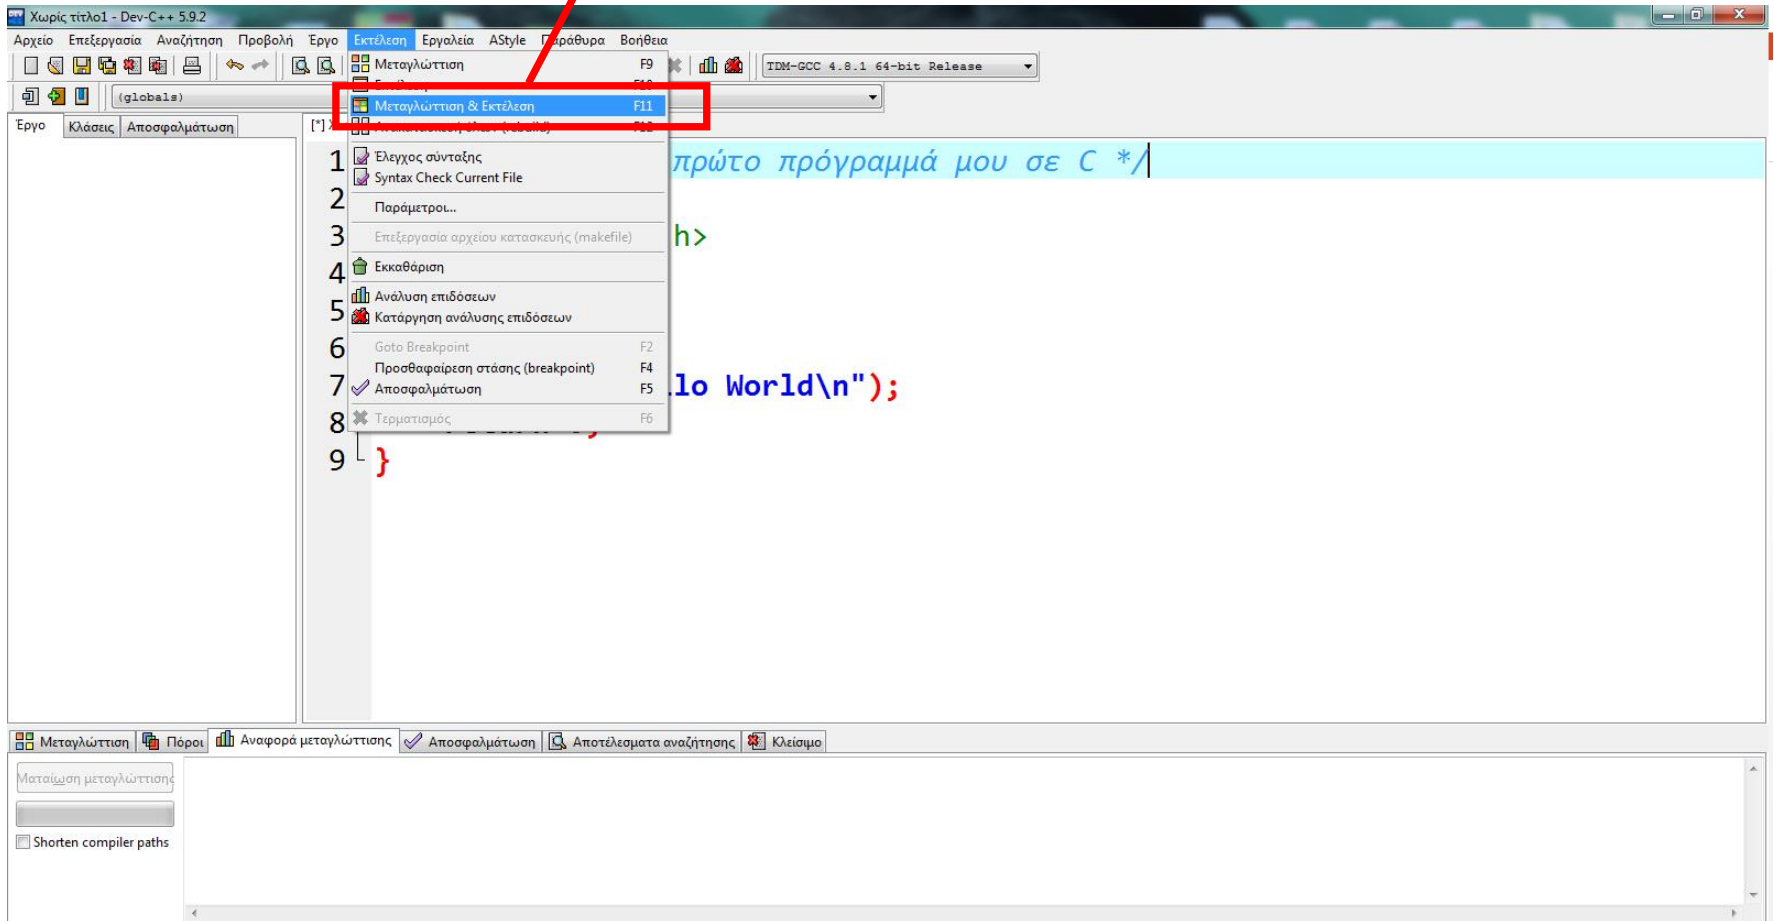 Χωρίς τίτλο1 - Dev-C++ 5.9.2
Αρχείο Επεξεργασία Αναζήτηση Προβολή Έργο Εκτέλεση Εργαλεία AStyle Παράθυρα Βοήθεια
TDM-GCC 4.8.1 64-bit Release
(globals)
Έργο Κλάσεις Αποσφαλμάτωση
[*]
Μεταγλώττιση F9
Μεταγλώττιση & Εκτέλεση F11
Έλεγχος σύνταξης
Syntax Check Current File
Παράμετροι...
Επεξεργασία αρχείου κατασκευής (makefile)
Εκκαθάριση
Ανάλυση επιδόσεων
Κατάργηση ανάλυσης επιδόσεων
Goto Breakpoint F2
Προσθαφαίρεση στάσης (breakpoint) F4
Αποσφαλμάτωση F5
Τερματισμός F6
1 πρώτο πρόγραμμά μου σε C */
2
3 h>
4
5
6
7 lo World\n");
8
9 }
Μεταγλώττιση Πόροι Αναφορά μεταγλώττισης Αποσφαλμάτωση Αποτέλεσματα αναζήτησης Κλείσιμο
Ματαίωση μεταγλώττισης
Shorten compiler paths